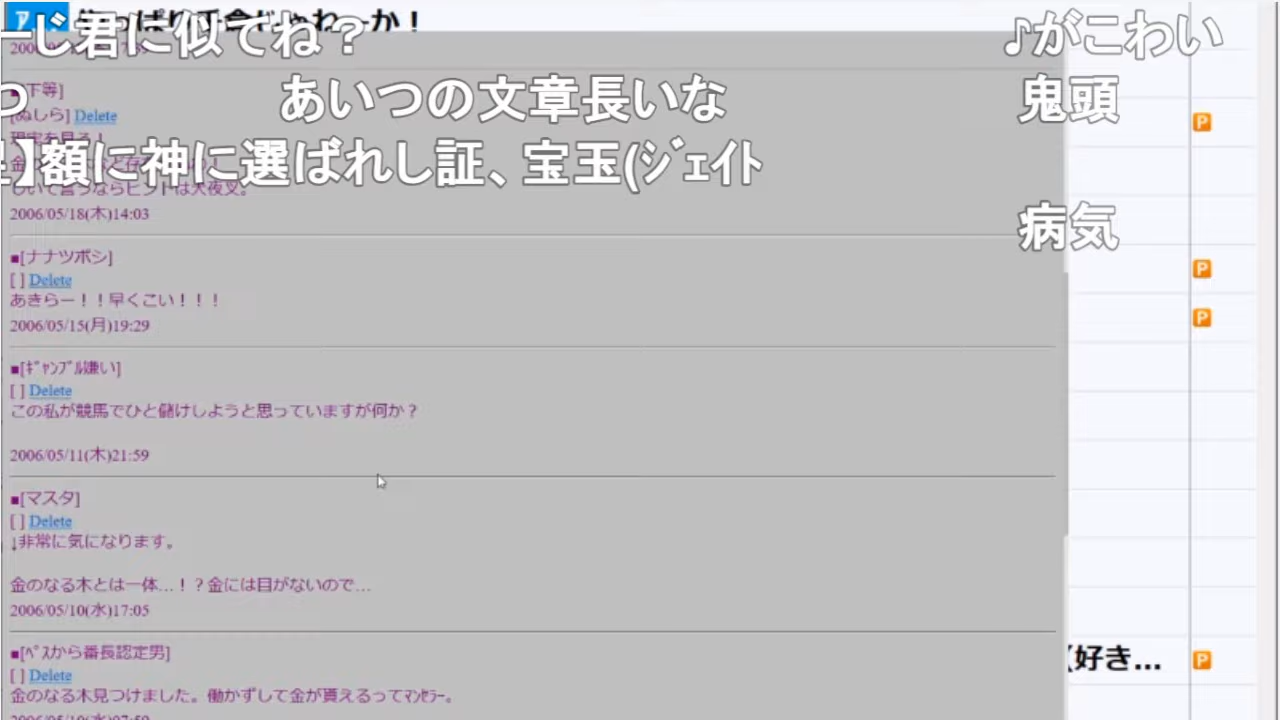 ーじ君に似てね？
♪がこわい
つ
あいつの文章長いな
鬼頭
】額に神に選ばれし証、宝玉(ｼﾞｪｲﾄ
病気
下等]
[ぬしら] Delete
2006/05/18(木)14:03
■[ナナツボシ]
[ ] Delete
あきらー！！早くこい！！！
2006/05/15(月)19:29
■[ｷﾞｬﾝﾌﾞﾙ嫌い]
[ ] Delete
この私が競馬でひと儲けしようと思っていますが何か？
2006/05/11(木)21:59
■[マスタ]
[ ] Delete
↓非常に気になります。
金のなる木とは一体…！？金には目がないので…
2006/05/10(水)17:05
■[ﾍﾟｽから番長認定男]
[ ] Delete
金のなる木見つけました。働かずして金が貰えるってﾏﾝｾﾗｰ。
(好き...
P
P
P
P